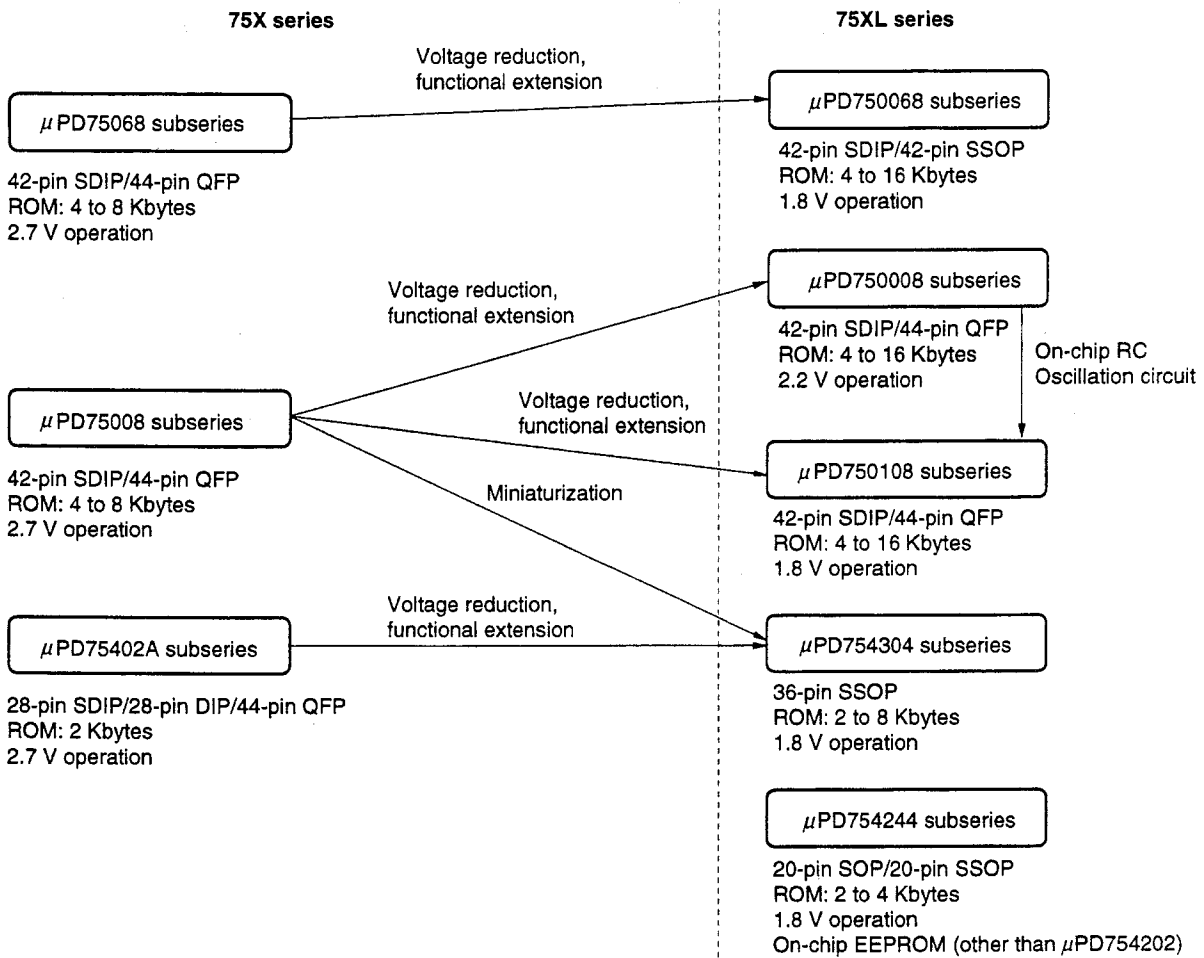 75X series
75XL series
Voltage reduction,
functional extension
μPD75068 subseries
42-pin SDIP/44-pin QFP
ROM: 4 to 8 Kbytes
2.7 V operation
μPD750068 subseries
42-pin SDIP/42-pin SSOP
ROM: 4 to 16 Kbytes
1.8 V operation
Voltage reduction,
functional extension
μPD750008 subseries
42-pin SDIP/44-pin QFP
ROM: 4 to 16 Kbytes
2.2 V operation
On-chip RC
Oscillation circuit
μPD75008 subseries
42-pin SDIP/44-pin QFP
ROM: 4 to 8 Kbytes
2.7 V operation
Voltage reduction,
functional extension
Miniaturization
μPD750108 subseries
42-pin SDIP/44-pin QFP
ROM: 4 to 16 Kbytes
1.8 V operation
Voltage reduction,
functional extension
μPD75402A subseries
28-pin SDIP/28-pin DIP/44-pin QFP
ROM: 2 Kbytes
2.7 V operation
μPD754304 subseries
36-pin SSOP
ROM: 2 to 8 Kbytes
1.8 V operation
μPD754244 subseries
20-pin SOP/20-pin SSOP
ROM: 2 to 4 Kbytes
1.8 V operation
On-chip EEPROM (other than μPD754202)